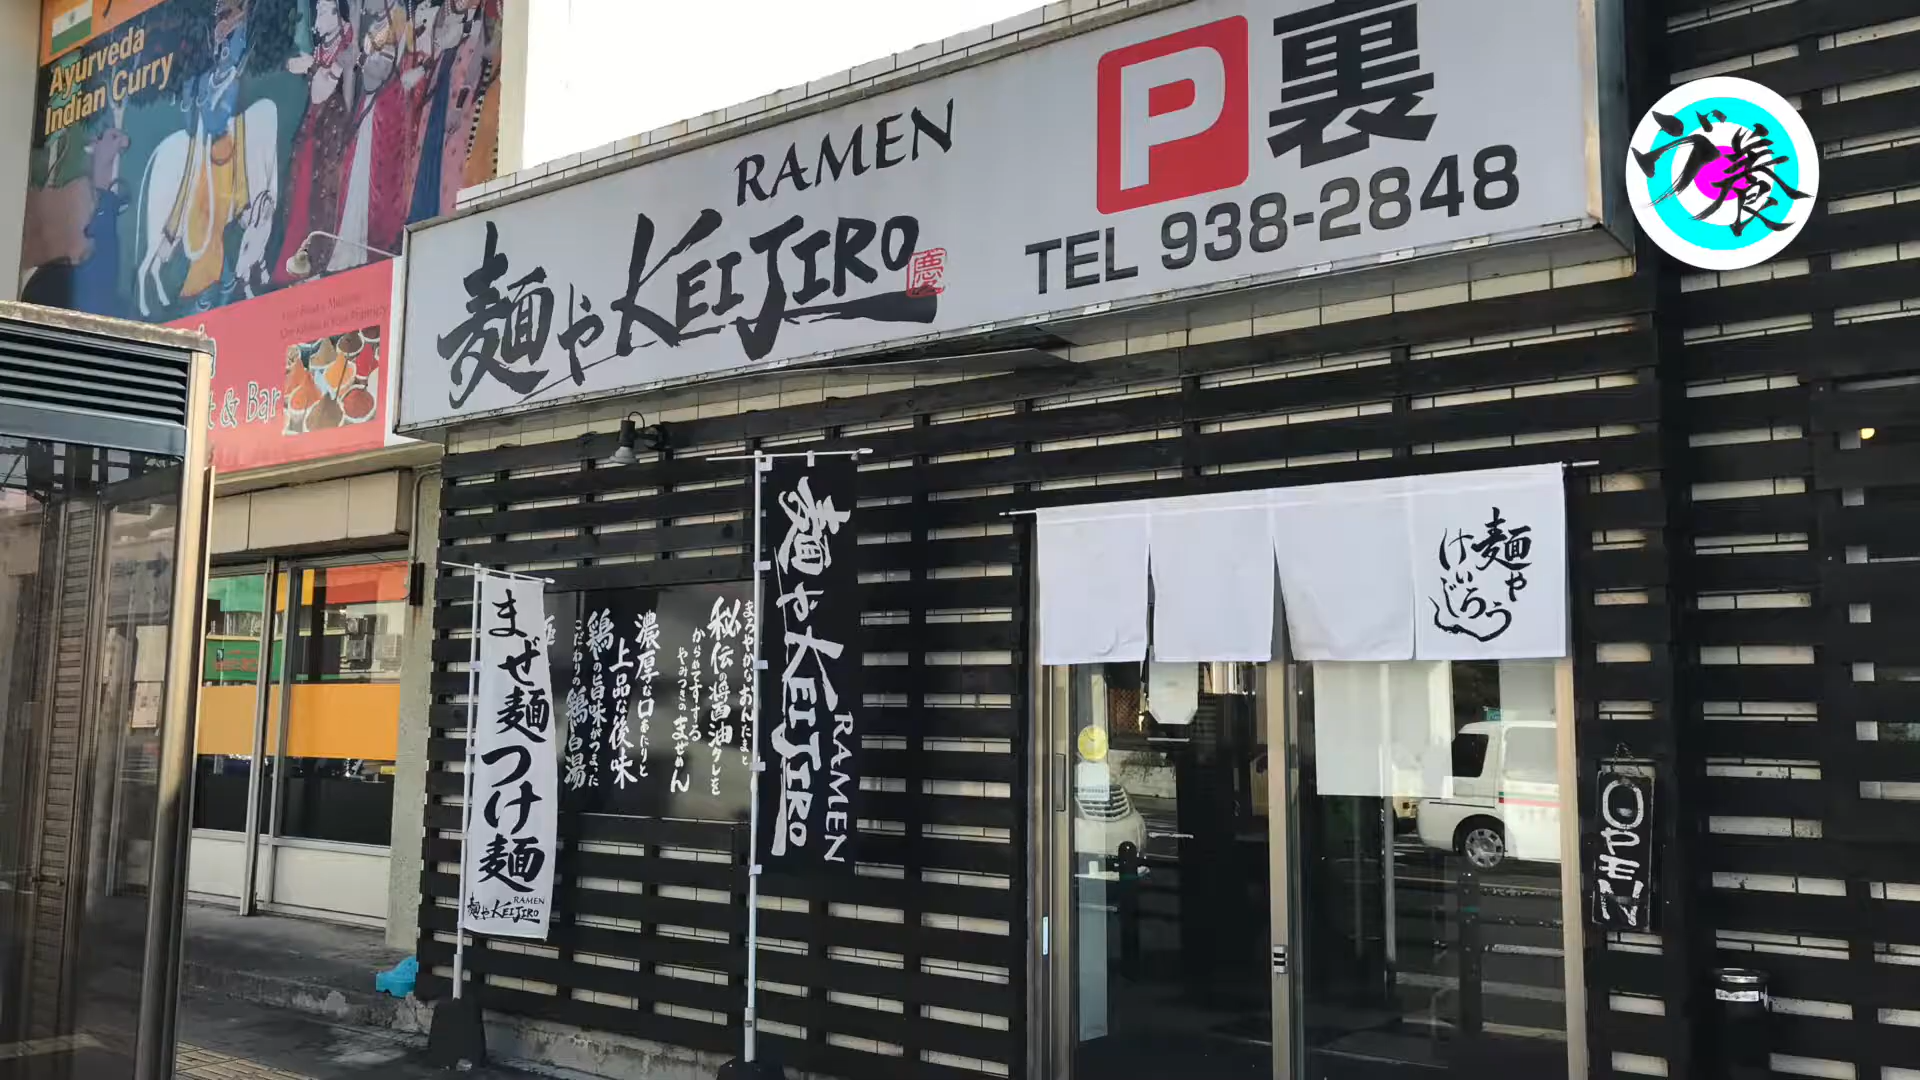 Ayurveda
Indian Curry
& Bar
RAMEN
麺や KEIJIRO
慶
P裏
TEL 938-2848
ヅ養
麺や
けいじろう
まぜ麺
つけ麺
RAMEN
麺や KEIJIRO
麺や KEIJIRO
RAMEN
まろやかなおんたまと
秘伝の醤油タレを
からめてすする
やみつきのまぜめん
濃厚な口あたりと
上品な後味
鶏の旨味がつまった
こだわりの鶏白湯
OPEN